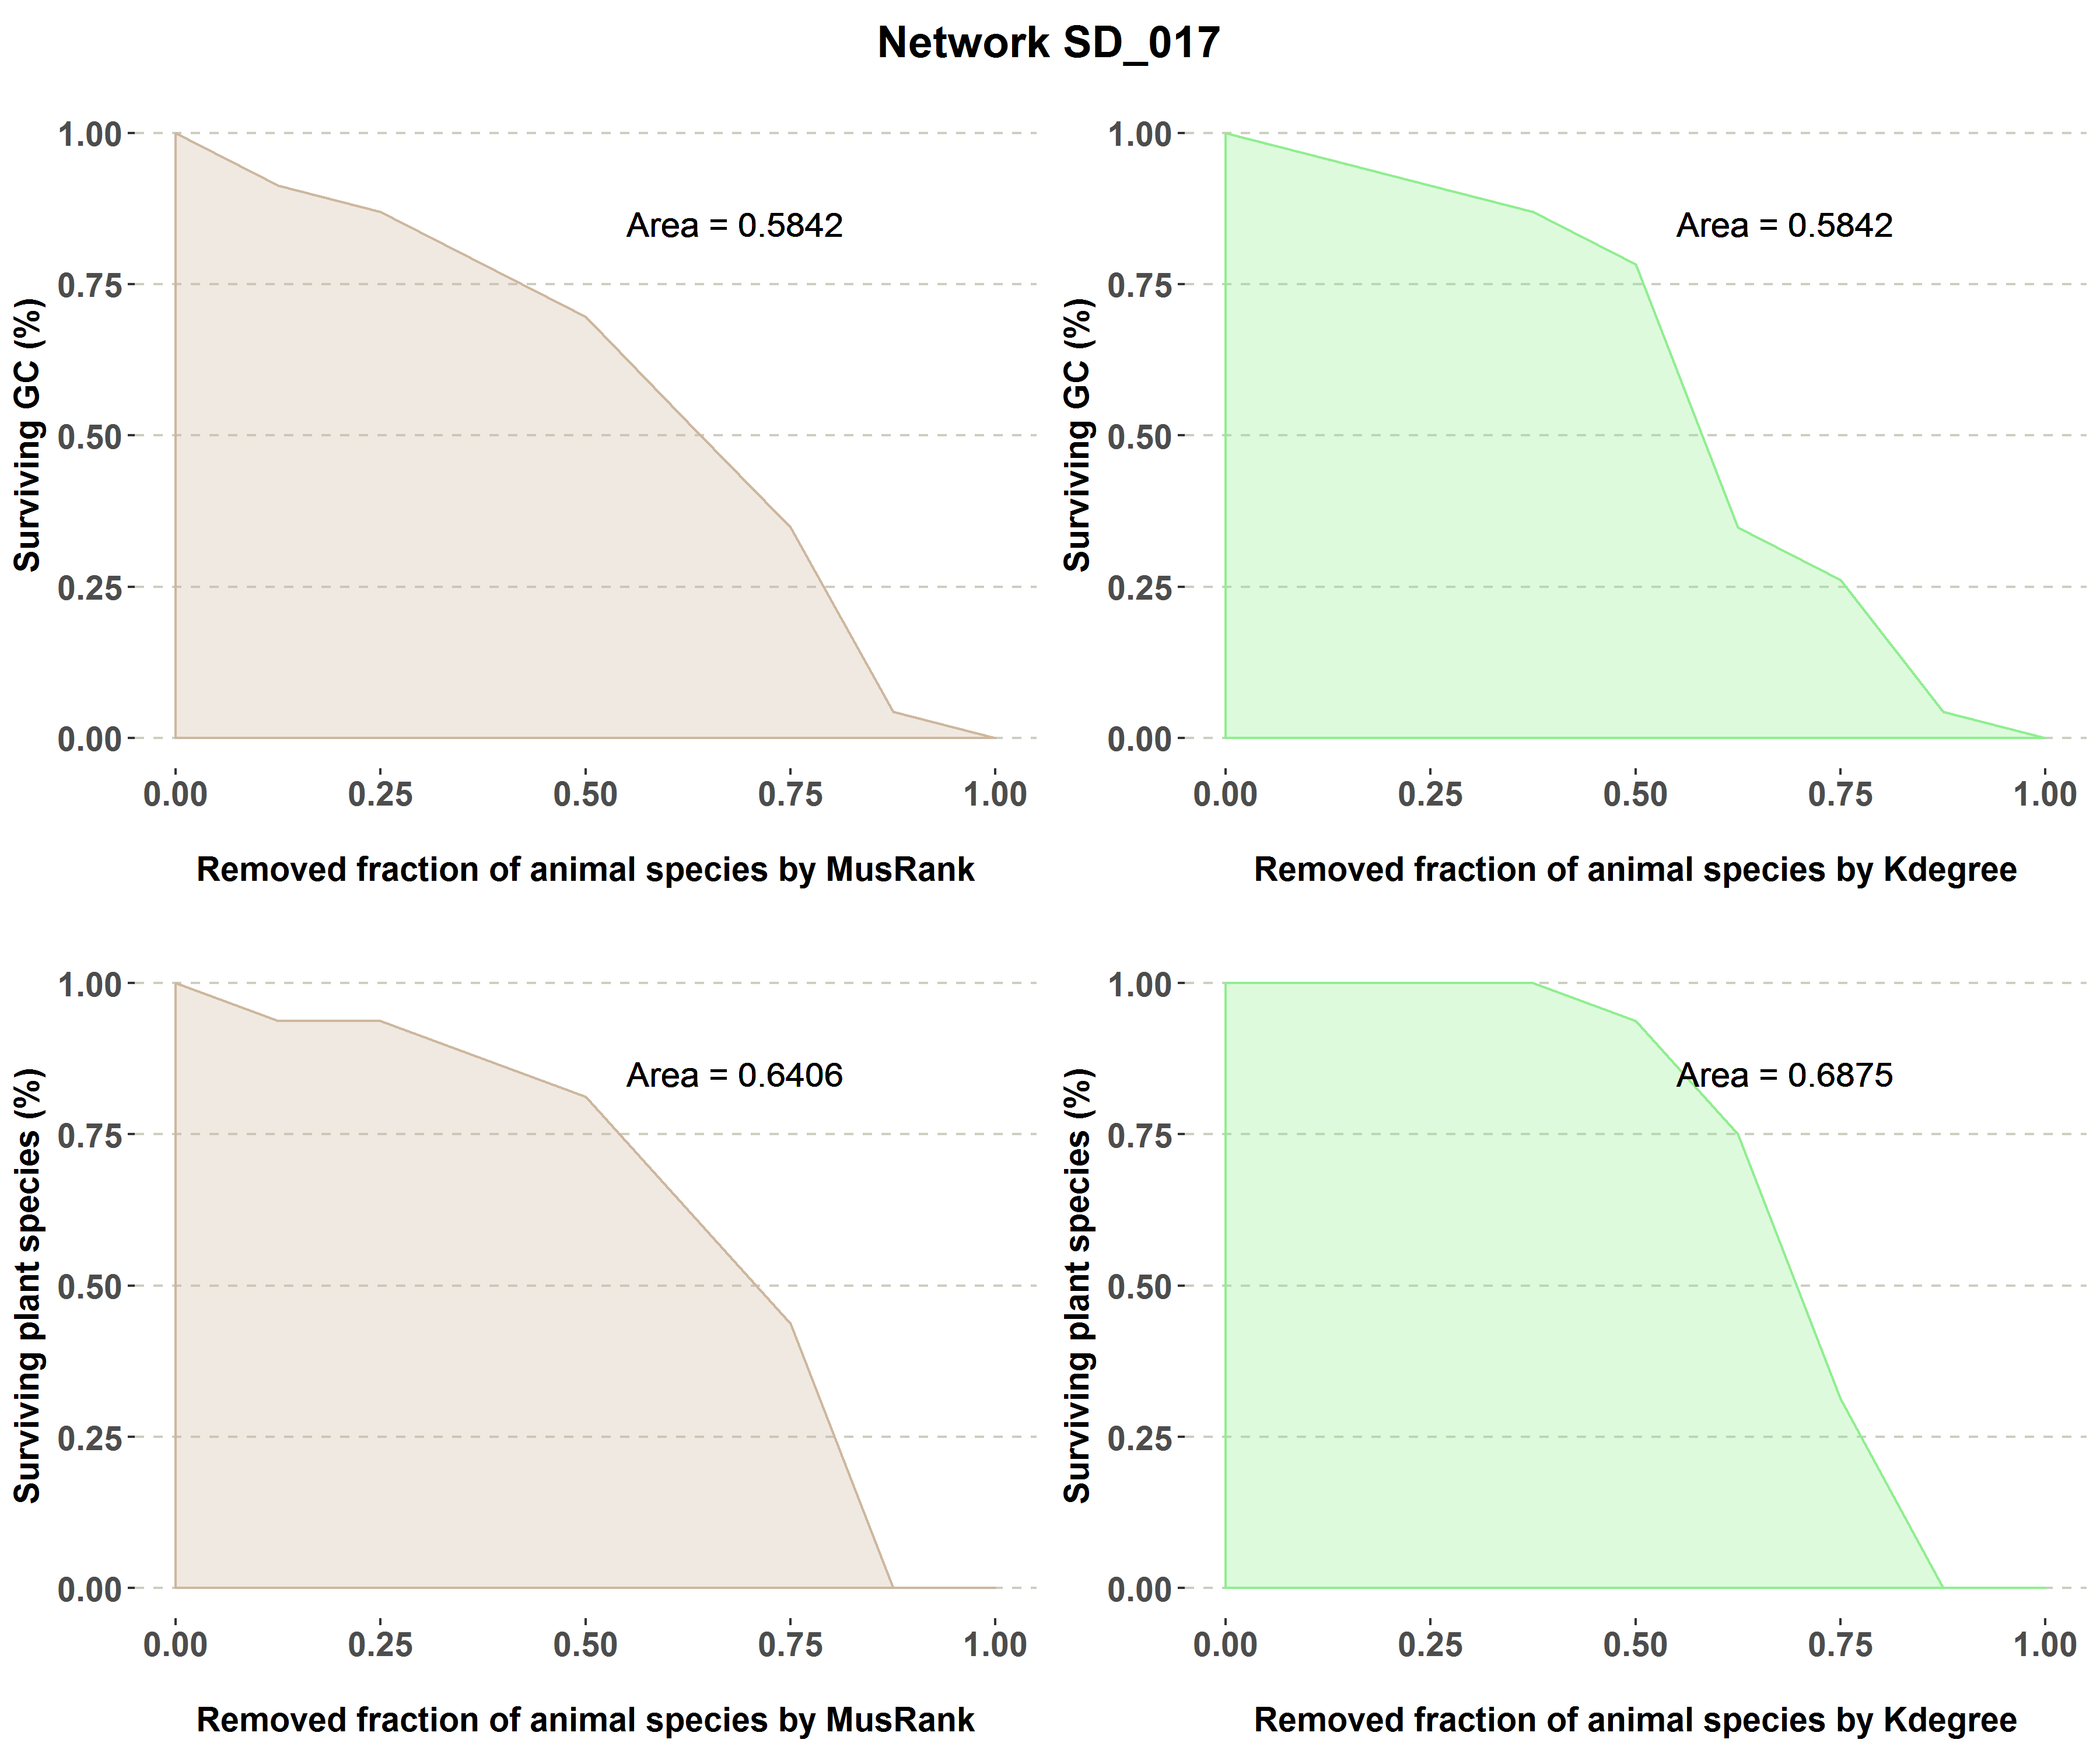 Network SD_017
Surviving GC (%)
1.00
0.75
0.50
0.25
0.00
Area = 0.5842
0.00 0.25 0.50 0.75 1.00
Removed fraction of animal species by MusRank
Surviving GC (%)
1.00
0.75
0.50
0.25
0.00
Area = 0.5842
0.00 0.25 0.50 0.75 1.00
Removed fraction of animal species by Kdegree
Surviving plant species (%)
1.00
0.75
0.50
0.25
0.00
Area = 0.6406
0.00 0.25 0.50 0.75 1.00
Removed fraction of animal species by MusRank
Surviving plant species (%)
1.00
0.75
0.50
0.25
0.00
Area = 0.6875
0.00 0.25 0.50 0.75 1.00
Removed fraction of animal species by Kdegree